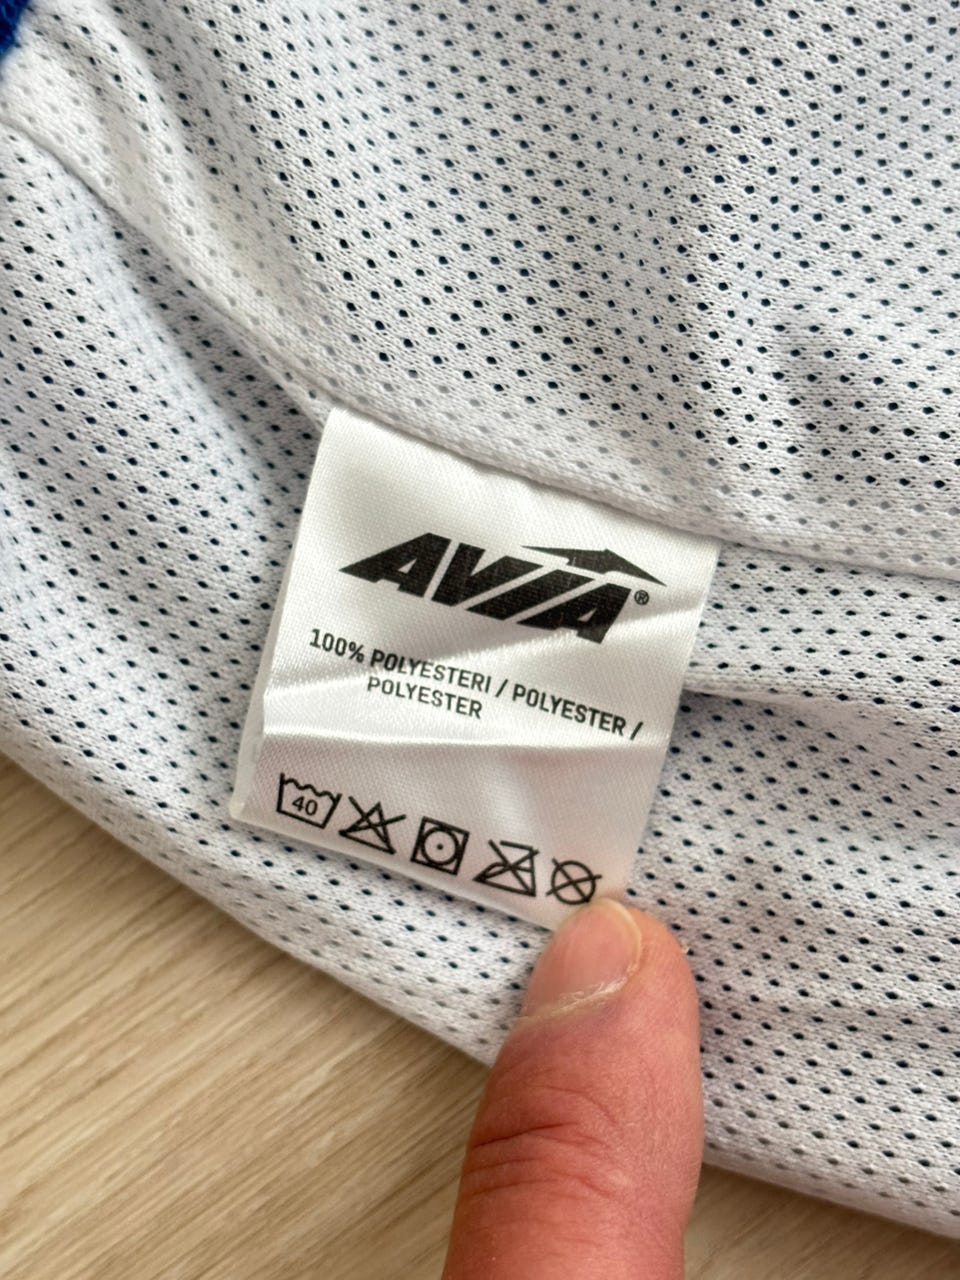 AVIA®
100% POLYESTERI / POLYESTER /
POLYESTER
40